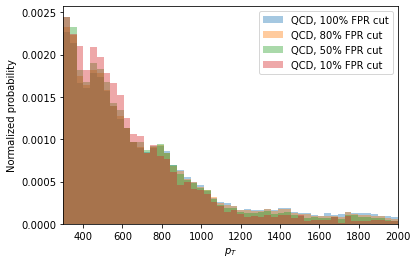 0.0025
0.0020
0.0015
0.0010
0.0005
0.0000
Normalized probability
QCD, 100% FPR cut
QCD, 80% FPR cut
QCD, 50% FPR cut
QCD, 10% FPR cut
400 600 800 1000 1200 1400 1600 1800 2000
p_T